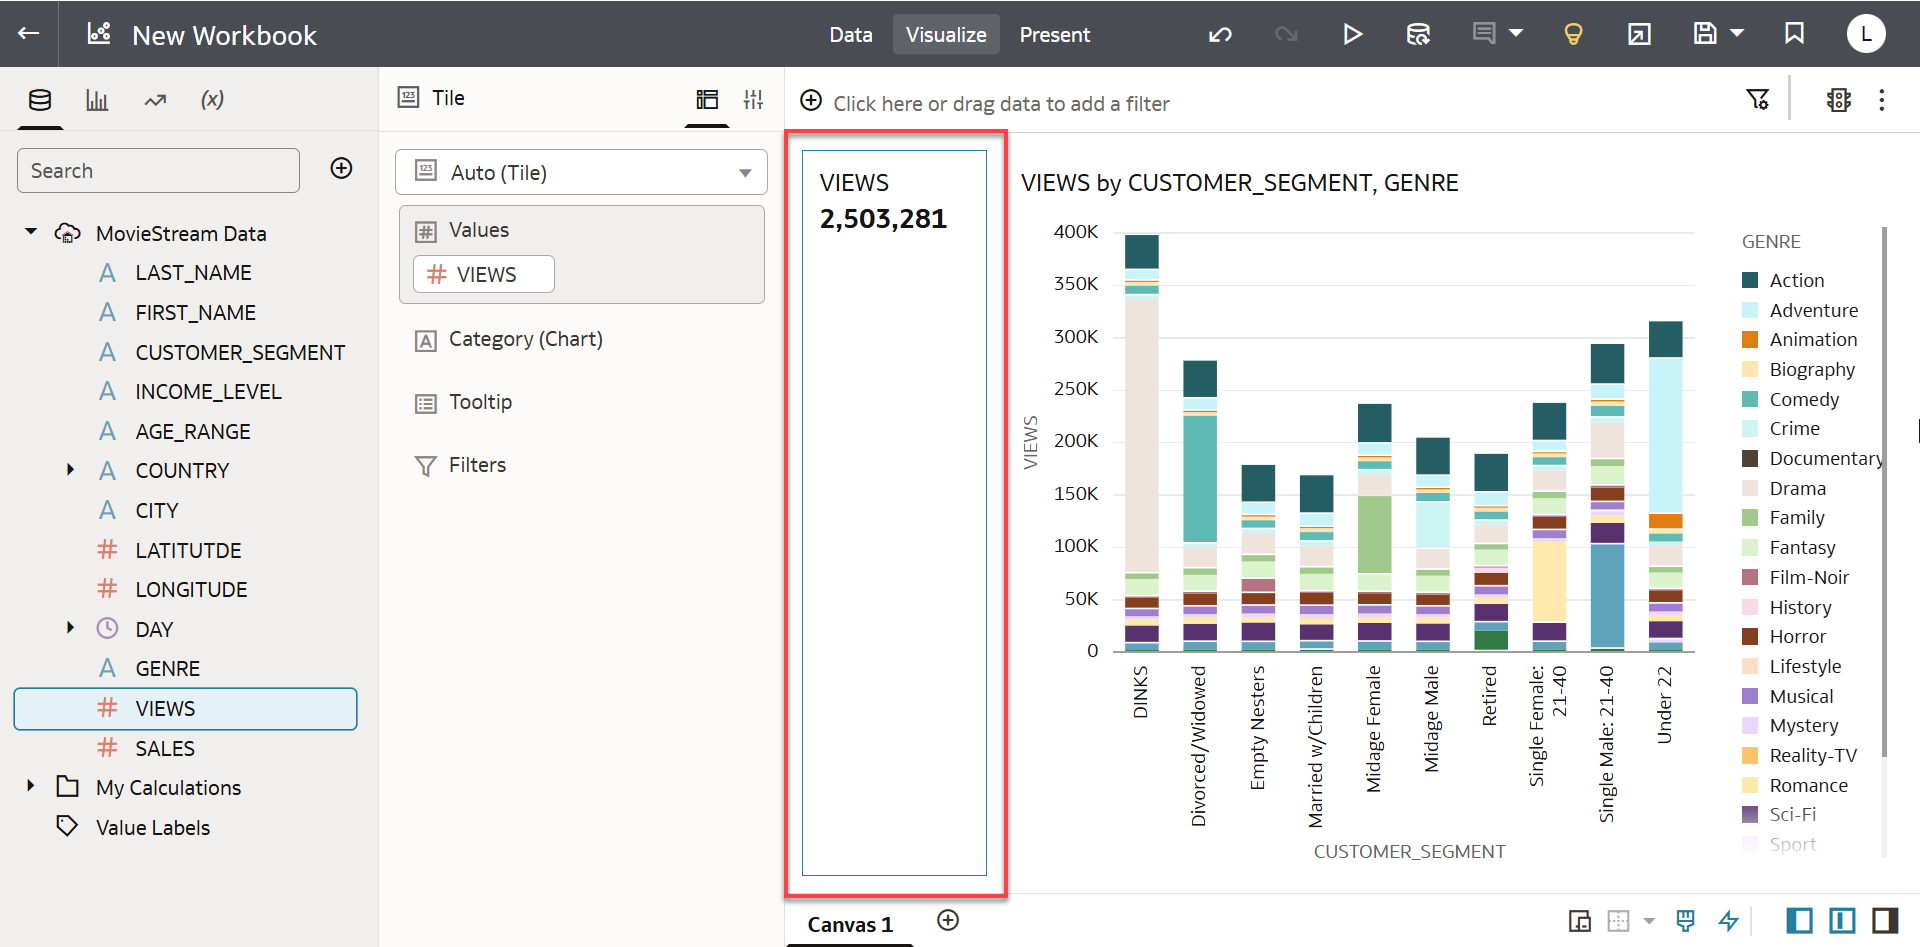 New Workbook
Data
Visualize
Present
L
(x)
Search
MovieStream Data
A LAST_NAME
A FIRST_NAME
A CUSTOMER_SEGMENT
A INCOME_LEVEL
A AGE_RANGE
A COUNTRY
A CITY
# LATITUTDE
# LONGITUDE
DAY
A GENRE
# VIEWS
# SALES
My Calculations
Value Labels
123 Tile
123 Auto (Tile)
# Values
# VIEWS
A Category (Chart)
Tooltip
Filters
Click here or drag data to add a filter
VIEWS
2,503,281
VIEWS by CUSTOMER_SEGMENT, GENRE
VIEWS
400K
350K
300K
250K
200K
150K
100K
50K
0
DINKS
Divorced/Widowed
Empty Nesters
Married w/Children
Midage Female
Midage Male
Retired
Single Female:
21-40
Single Male: 21-40
Under 22
CUSTOMER_SEGMENT
GENRE
Action
Adventure
Animation
Biography
Comedy
Crime
Documentary
Drama
Family
Fantasy
Film-Noir
History
Horror
Lifestyle
Musical
Mystery
Reality-TV
Romance
Sci-Fi
Sport
Canvas 1